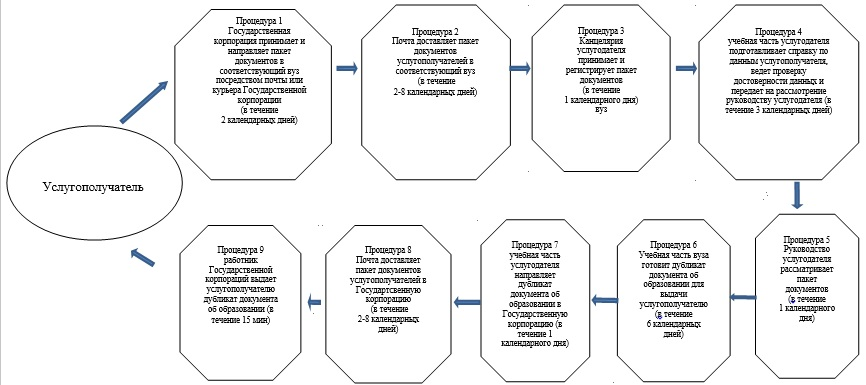 Процедура 1
Государственная
корпорация принимает и
направляет пакет
документов в
соответствующий вуз
посредством почты или
курьера Государственной
корпорации
(в течение
2 календарных дней)
Процедура 2
Почта доставляет пакет
документов
услугополучателей в
соответствующий вуз
(в течение
2-8 календарных дней)
Процедура 3
Канцелярия
услугодателя
принимает и
регистрирует пакет
документов
(в течение
1 календарного дня)
вуз
Процедура 4
учебная часть услугодателя
подготавливает справку по
данным услугополучателя,
ведет проверку
достоверности данных и
передает на рассмотрение
руководству услугодателя (в
течение 3 календарных дней)
Услугополучатель
Процедура 5
Руководство
услугодателя
рассматривает
пакет
документов
(в течение
1 календарного
дня)
Процедура 6
Учебная часть вуза
готовит дубликат
документа об
образовании для
выдачи
услугополучателю
(в течение
6 календарных
дней)
Процедура 7
учебная часть
услугодателя
направляет
дубликат
документа об
образовании в
Государственную
корпорацию (в
течение 1
календарного дня)
Процедура 8
Почта доставляет
пакет документов
услугополучателей в
Государтсвенную
корпорацию
(в течение
2-8 календарных
дней)
Процедура 9
работник
Государственной
корпораций выдает
услугополучателю
дубликат документа
об образовании (в
течение 15 мин)